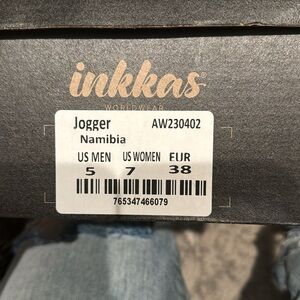 inkkas
WORLDWEAR
Jogger AW230402
Namibia
US MEN US WOMEN EUR
5 7 38
765347466079